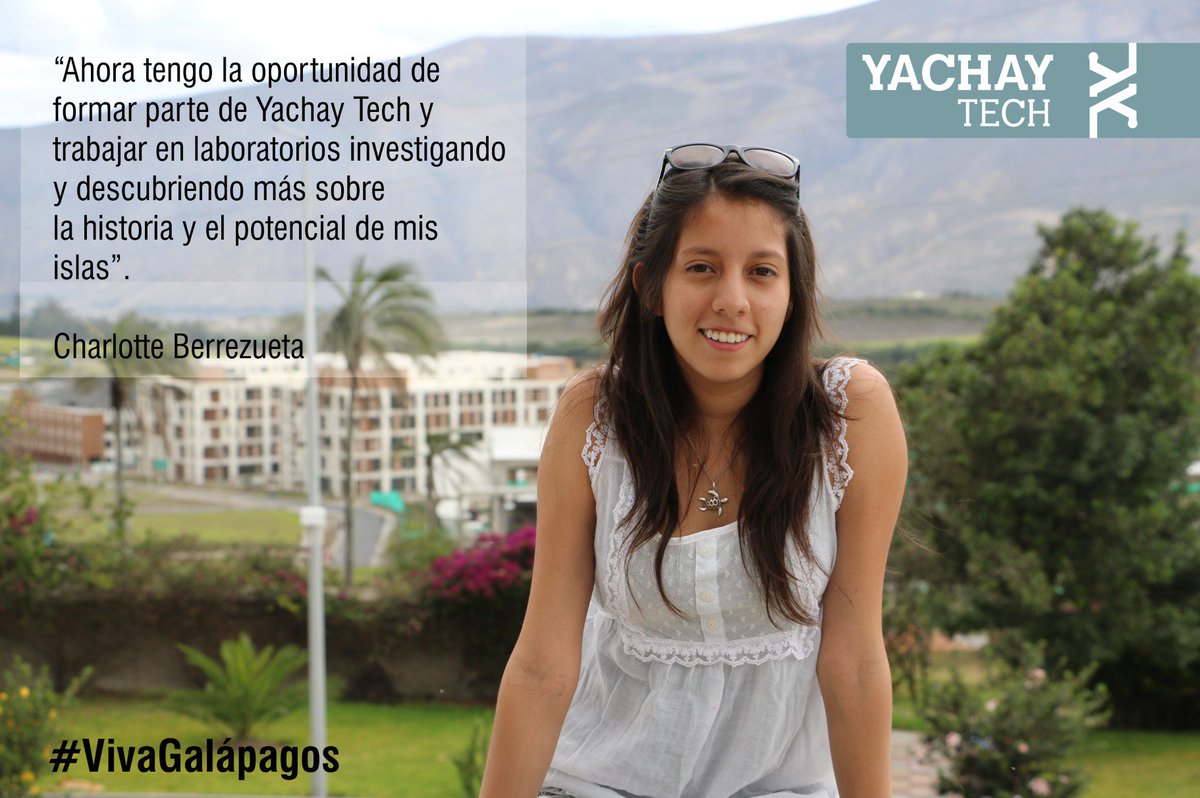 “Ahora tengo la oportunidad de
formar parte de Yachay Tech y
trabajar en laboratorios investigando
y descubriendo más sobre
la historia y el potencial de mis
islas”.
Charlotte Berrezueta
YACHAY
TECH
#VivaGalápagos